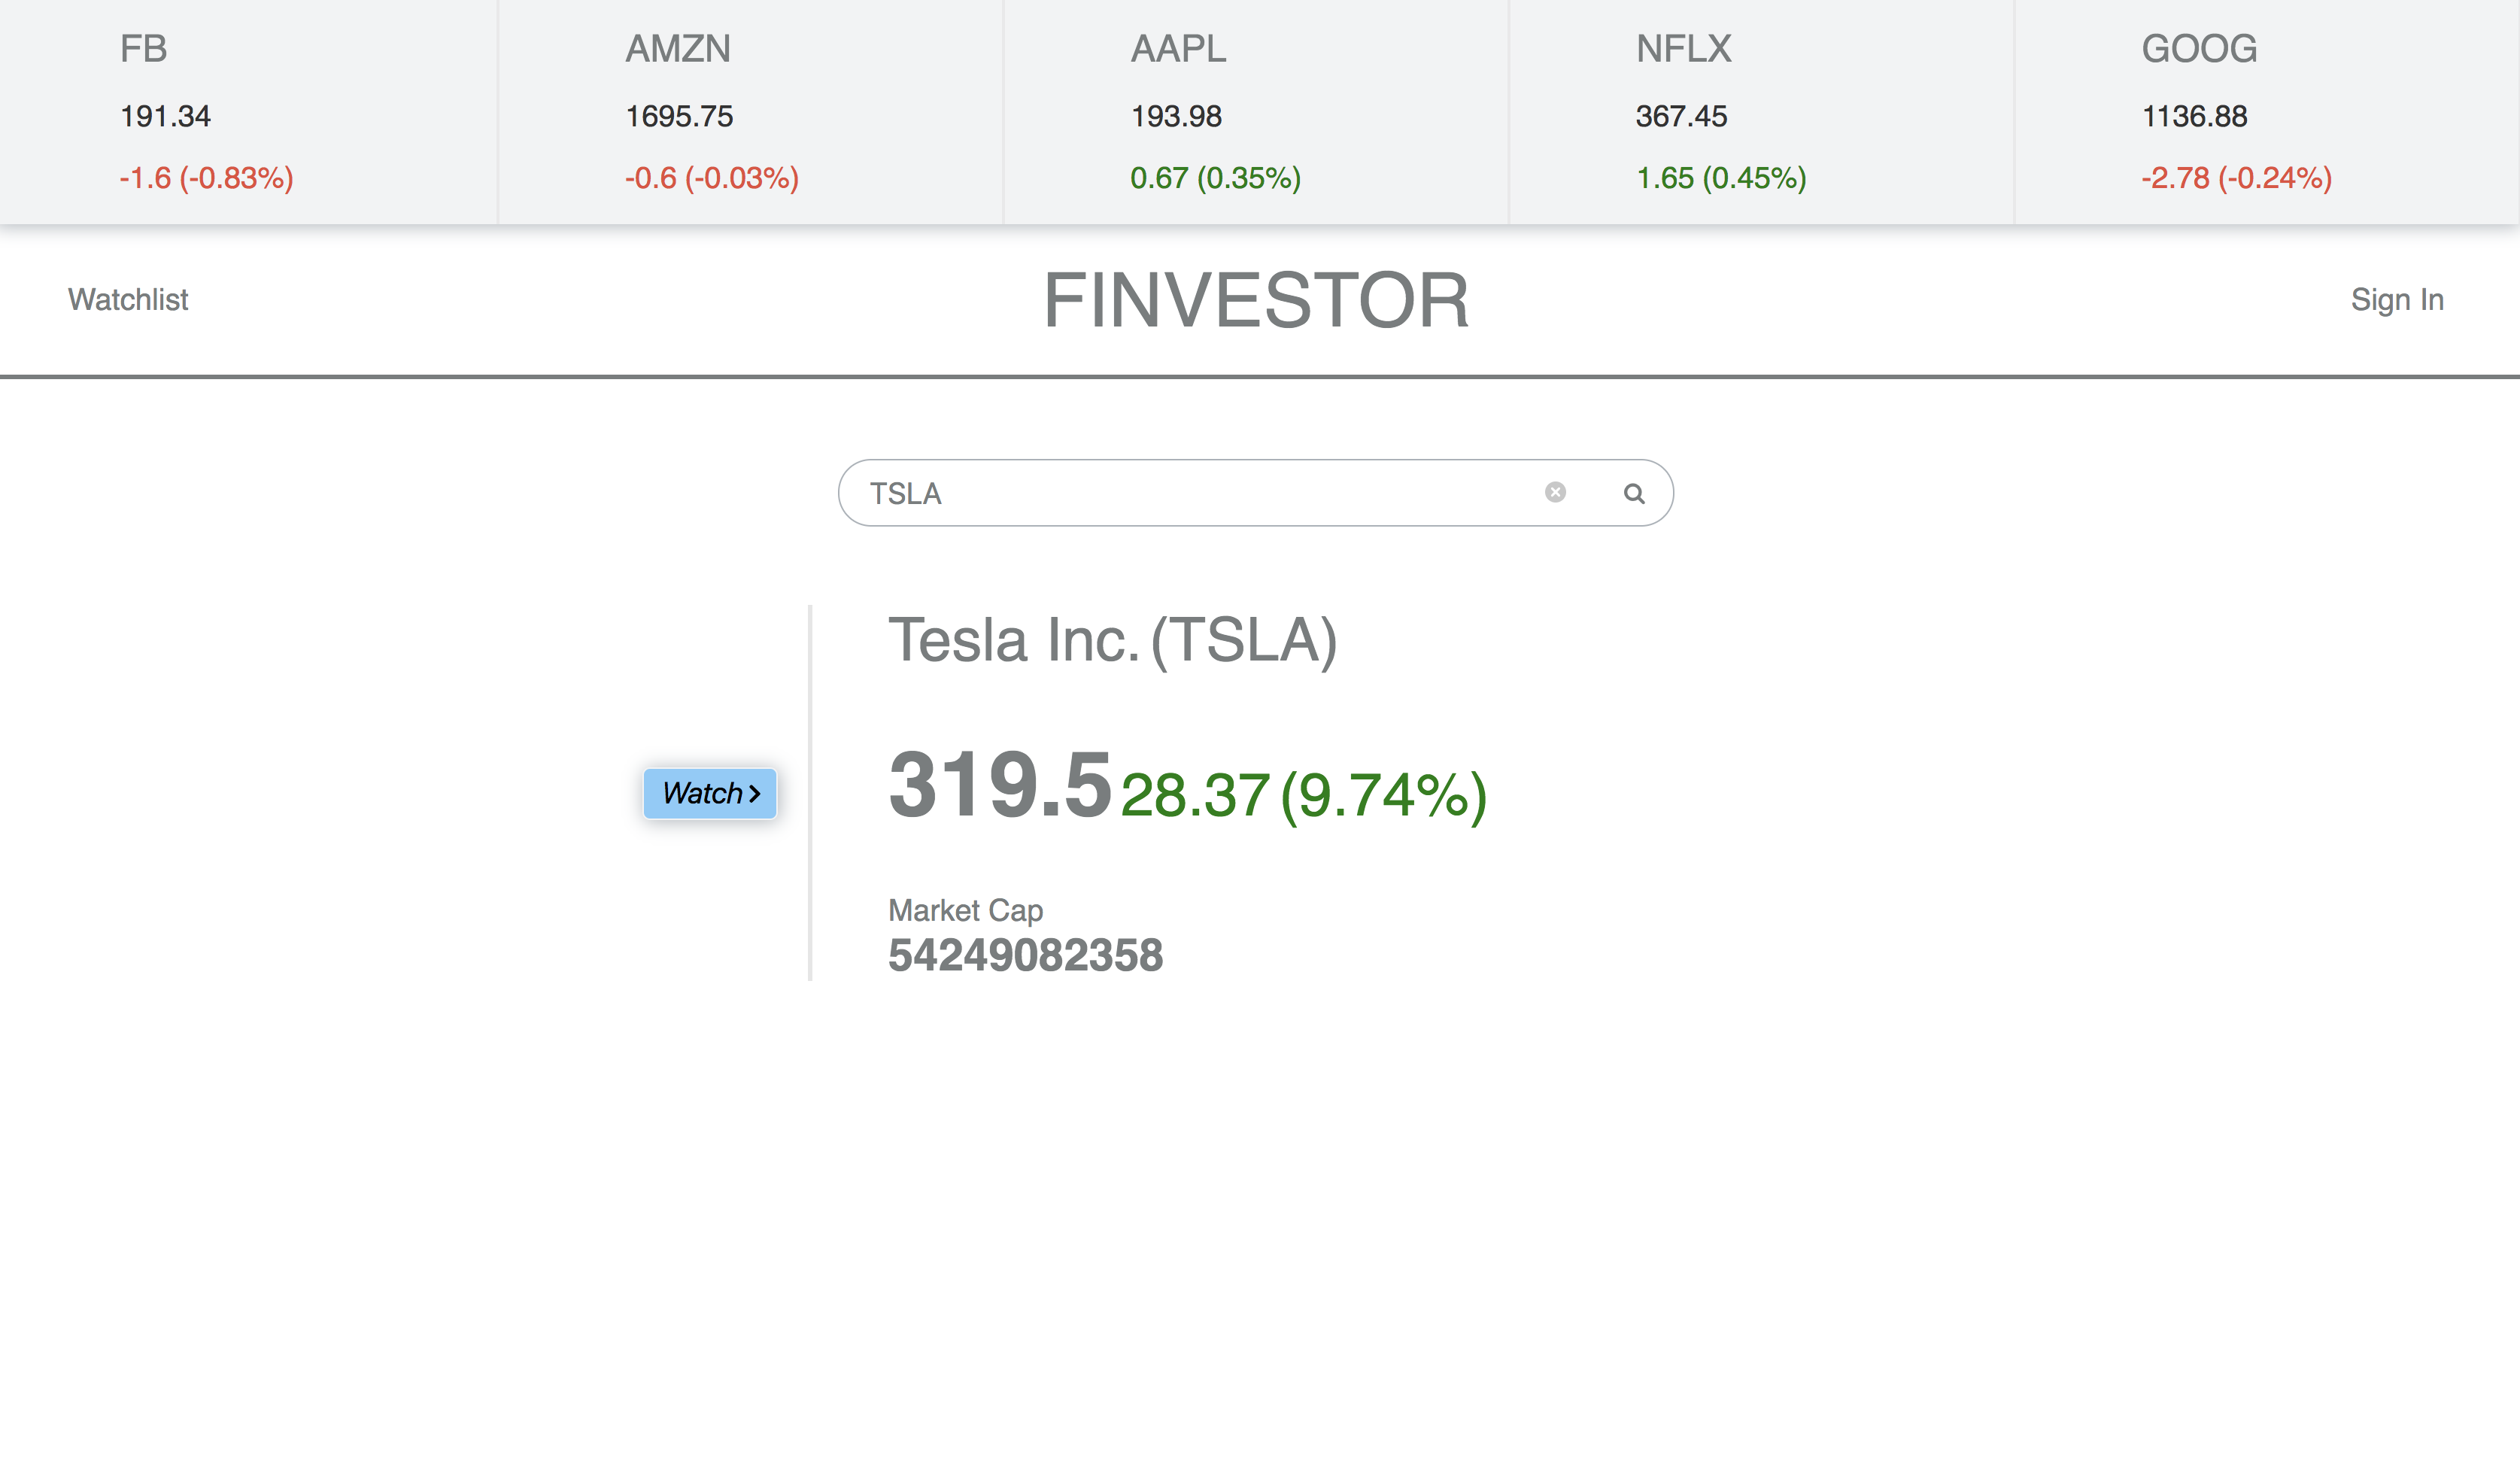 FB AMZN AAPL NFLX GOOG
191.34 1695.75 193.98 367.45 1136.88
-1.6 (-0.83%) -0.6 (-0.03%) 0.67 (0.35%) 1.65 (0.45%) -2.78 (-0.24%)
Watchlist FINVESTOR Sign In
TSLA
Tesla Inc. (TSLA)
Watch 319.5 28.37 (9.74%)
Market Cap
54249082358